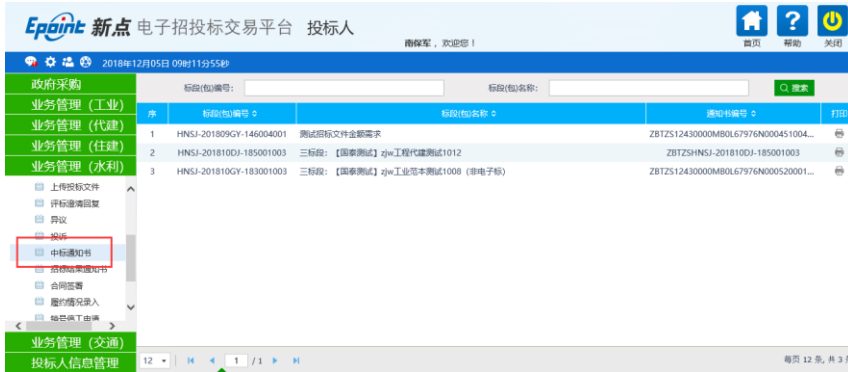 Epoint 新点 电子招投标交易平台 投标人
南保军，欢迎您！
首页 帮助 关闭
2018年12月05日 09时11分55秒
政府采购
业务管理（工业）
业务管理（代建）
业务管理（住建）
业务管理（水利）
上传投标文件
评标澄清回复
异议
投诉
中标通知书
招标结果通知书
合同签署
履约情况录入
业务管理（交通）
投标人信息管理
标段(包)编号： 标段(包)名称： 搜索
序 标段(包)编号 标段(包)名称 通知书编号 打印
1 HNSJ-201809GY-146004001 测试招标文件金额需求 ZBTZS12430000MB0L67976N000451004...
2 HNSJ-201810DJ-185001003 三标段：【国泰测试】zjw工程代建测试1012 ZBTZSHNSJ-201810DJ-185001003
3 HNSJ-201810GY-183001003 三标段：【国泰测试】zjw工业范本测试1008（非电子标） ZBTZS12430000MB0L67976N000520001...
12 1 / 1 每页 12 条, 共 3